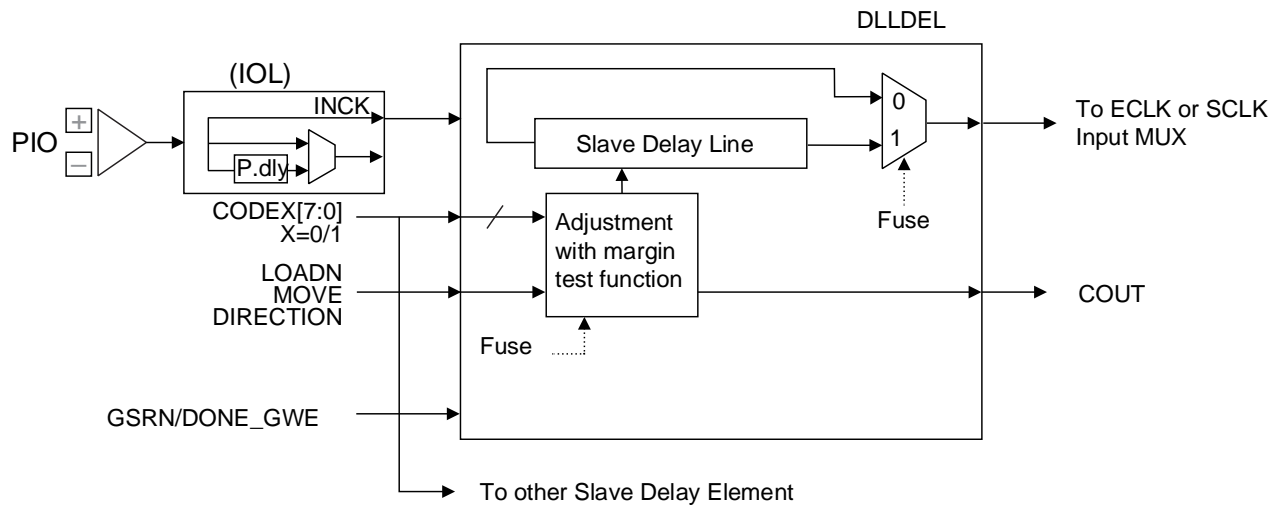 DLLDEL
(IOL)
INCK
PIO
+
−
P.dly
0
1
Slave Delay Line
To ECLK or SCLK
Input MUX
CODEX[7:0]
X=0/1
Adjustment
with margin
test function
Fuse
LOADN
MOVE
DIRECTION
COUT
Fuse
GSRN/DONE_GWE
To other Slave Delay Element